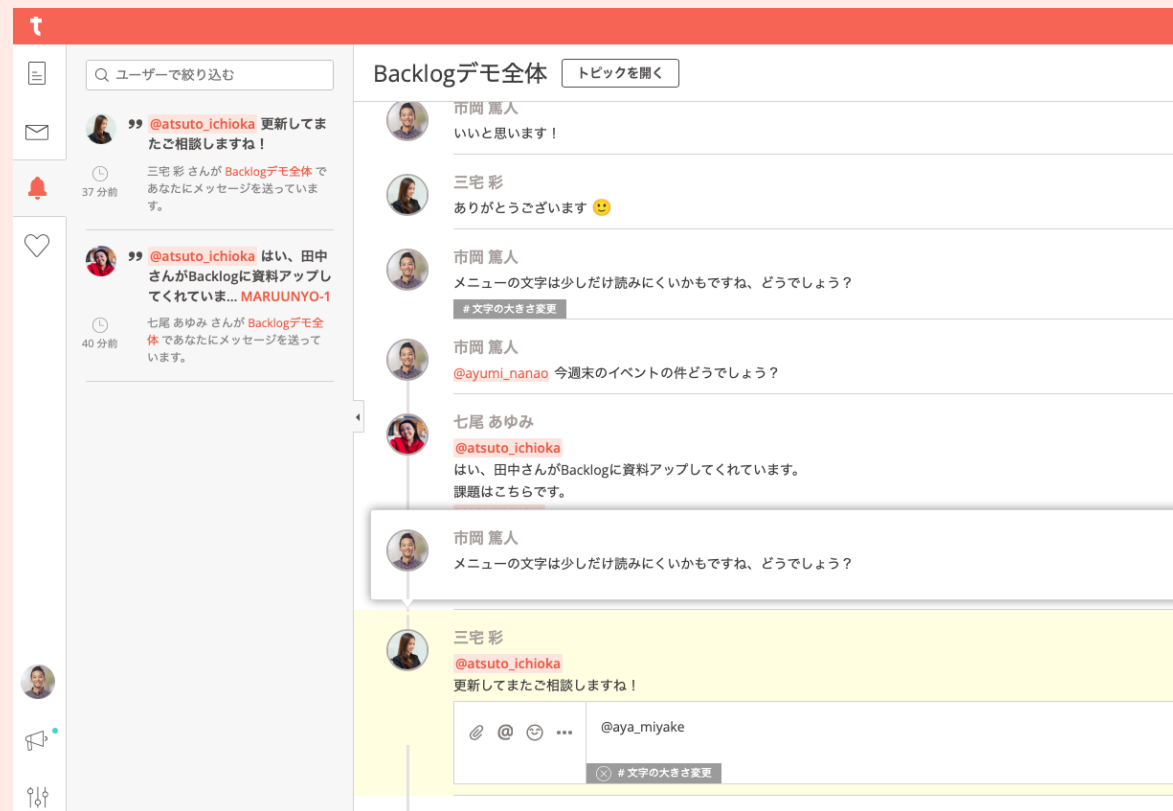 t
ユーザーで絞り込む
@atsuto_ichioka 更新してま
たご相談しますね！
37 分前
三宅 彩 さんが Backlogデモ全体 で
あなたにメッセージを送っていま
す。
@atsuto_ichioka はい、田中
さんがBacklogに資料アップし
てくれていま... MARUUNYO-1
40 分前
七尾 あゆみ さんが Backlogデモ全
体 であなたにメッセージを送って
います。
Backlogデモ全体 トピックを開く
市岡 篤人
いいと思います！
三宅 彩
ありがとうございます 🙂
市岡 篤人
メニューの文字は少しだけ読みにくいかもですね、どうでしょう？
# 文字の大きさ変更
市岡 篤人
@ayumi_nanao 今週末のイベントの件どうでしょう？
七尾 あゆみ
@atsuto_ichioka
はい、田中さんがBacklogに資料アップしてくれています。
課題はこちらです。
市岡 篤人
メニューの文字は少しだけ読みにくいかもですね、どうでしょう？
三宅 彩
@atsuto_ichioka
更新してまたご相談しますね！
@aya_miyake
# 文字の大きさ変更